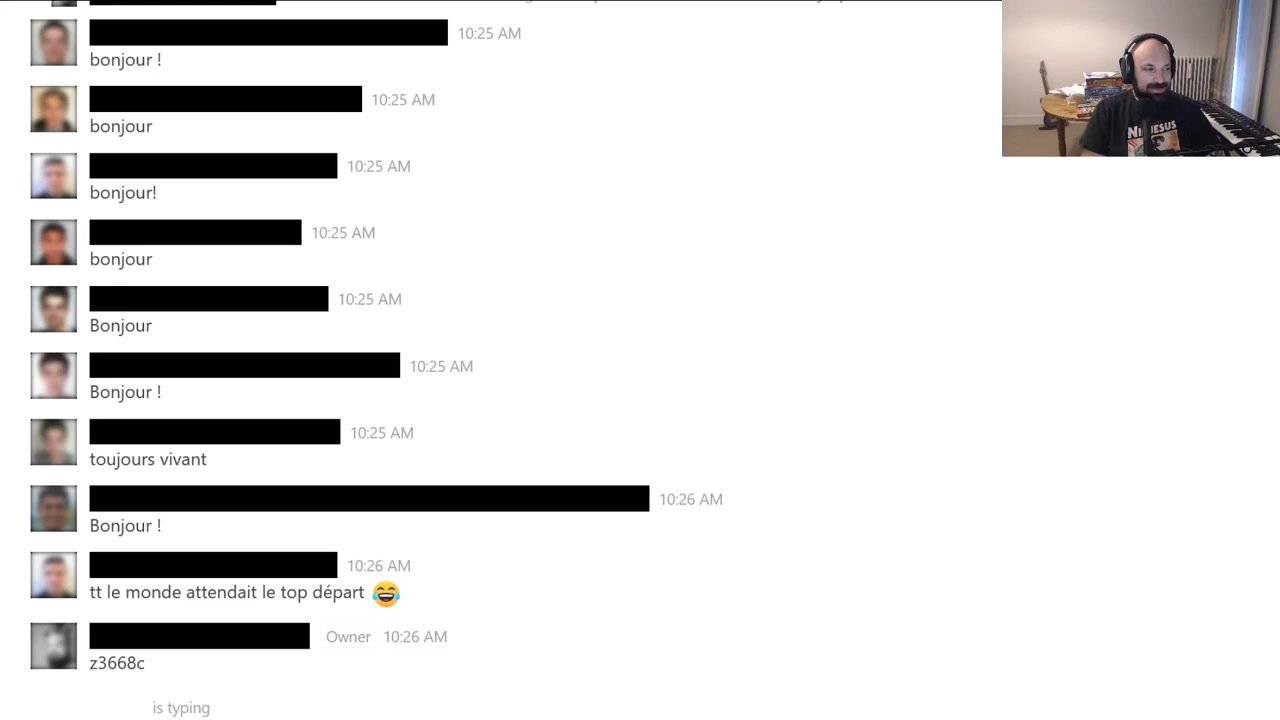 10:25 AM
bonjour !
10:25 AM
bonjour
10:25 AM
bonjour!
10:25 AM
bonjour
10:25 AM
Bonjour
10:25 AM
Bonjour !
10:25 AM
toujours vivant
10:26 AM
Bonjour !
10:26 AM
tt le monde attendait le top départ 😂
Owner 10:26 AM
z3668c
is typing